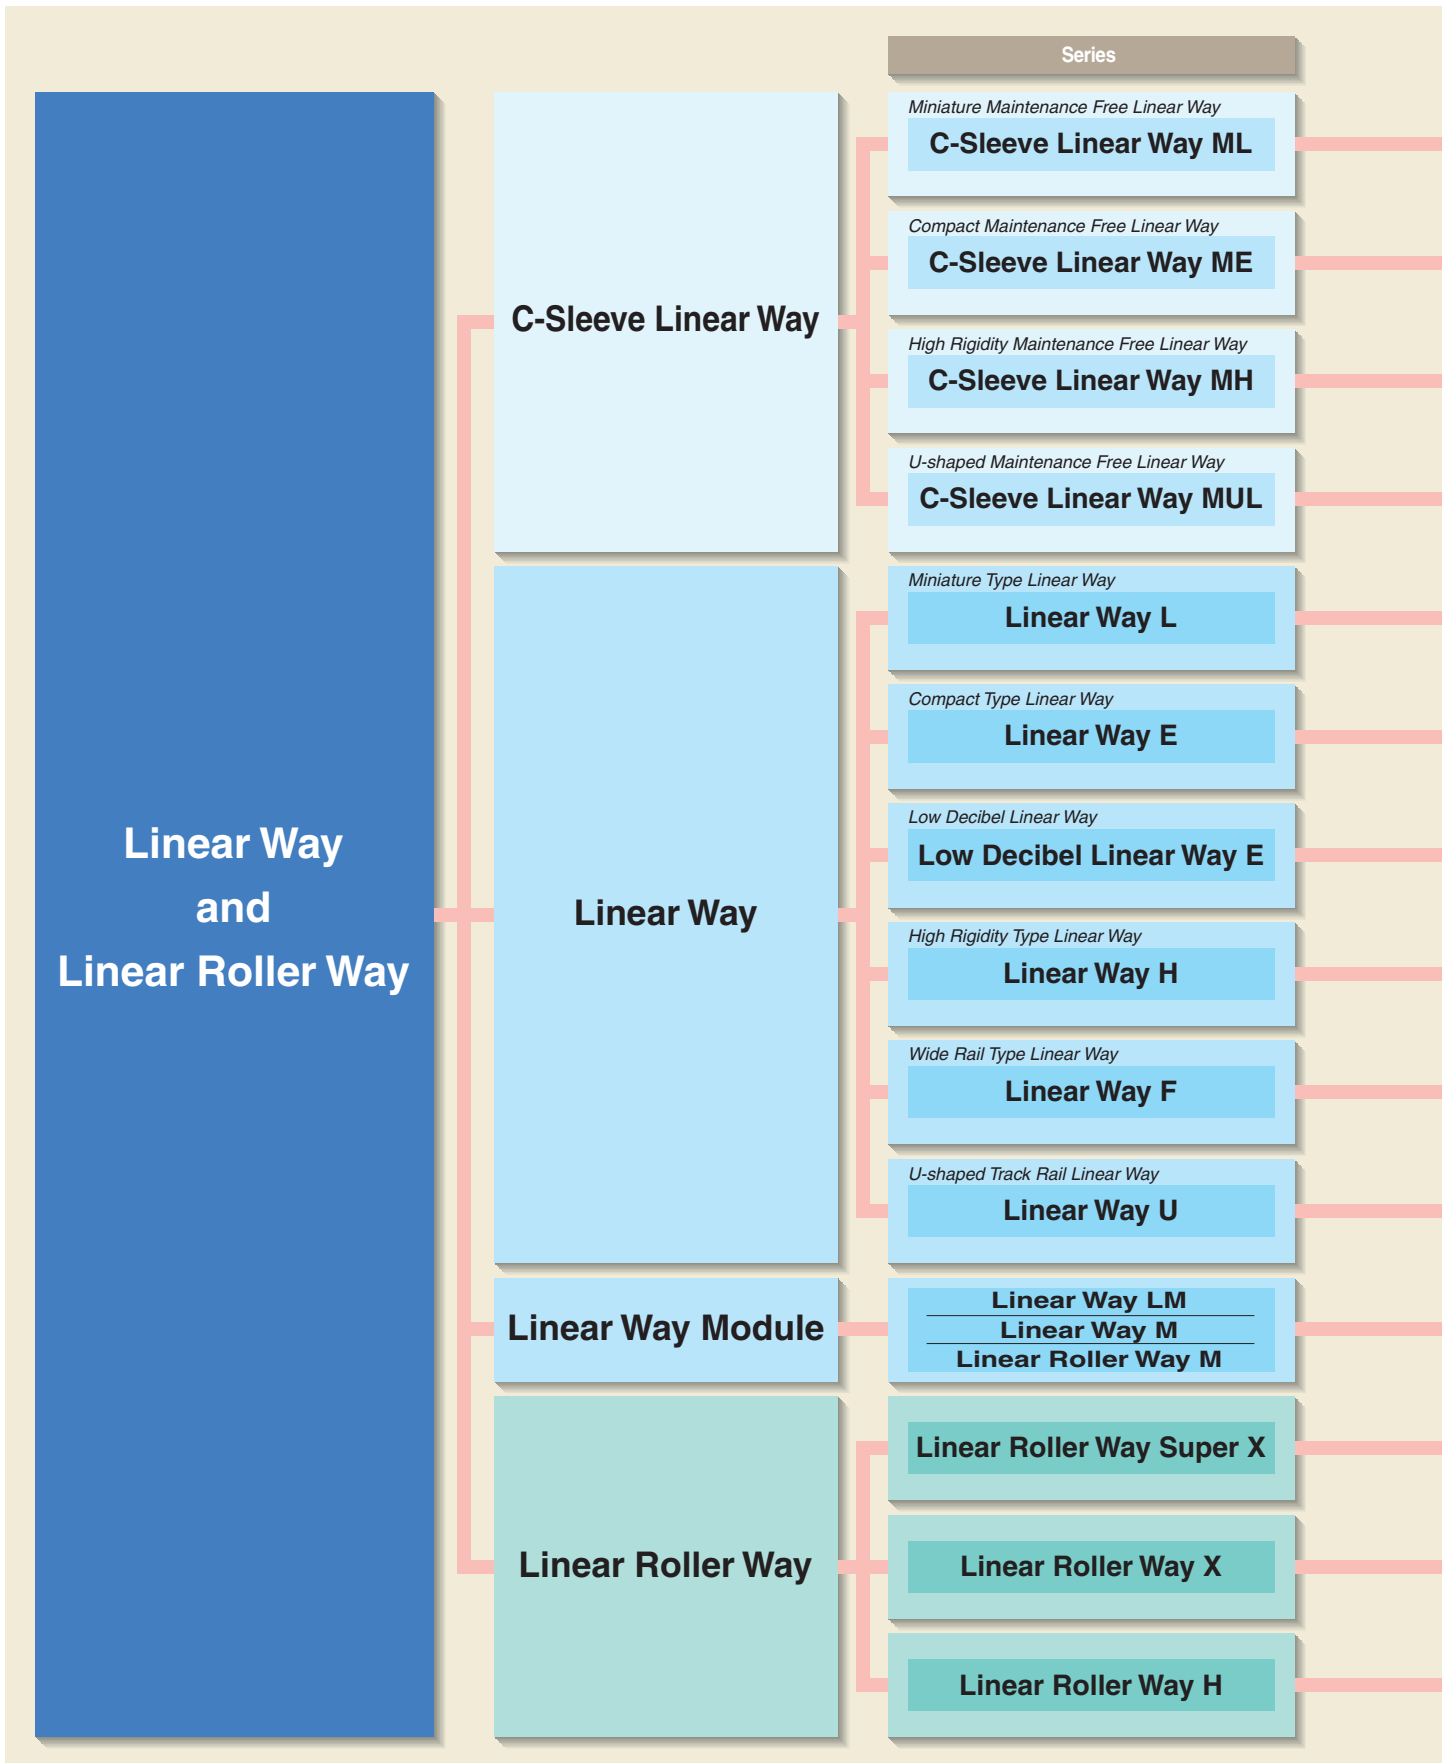 Series
Linear Way
and
Linear Roller Way
C-Sleeve Linear Way
Miniature Maintenance Free Linear Way
C-Sleeve Linear Way ML
Compact Maintenance Free Linear Way
C-Sleeve Linear Way ME
High Rigidity Maintenance Free Linear Way
C-Sleeve Linear Way MH
U-shaped Maintenance Free Linear Way
C-Sleeve Linear Way MUL
Linear Way
Miniature Type Linear Way
Linear Way L
Compact Type Linear Way
Linear Way E
Low Decibel Linear Way
Low Decibel Linear Way E
High Rigidity Type Linear Way
Linear Way H
Wide Rail Type Linear Way
Linear Way F
U-shaped Track Rail Linear Way
Linear Way U
Linear Way Module
Linear Way LM
Linear Way M
Linear Roller Way M
Linear Roller Way
Linear Roller Way Super X
Linear Roller Way X
Linear Roller Way H